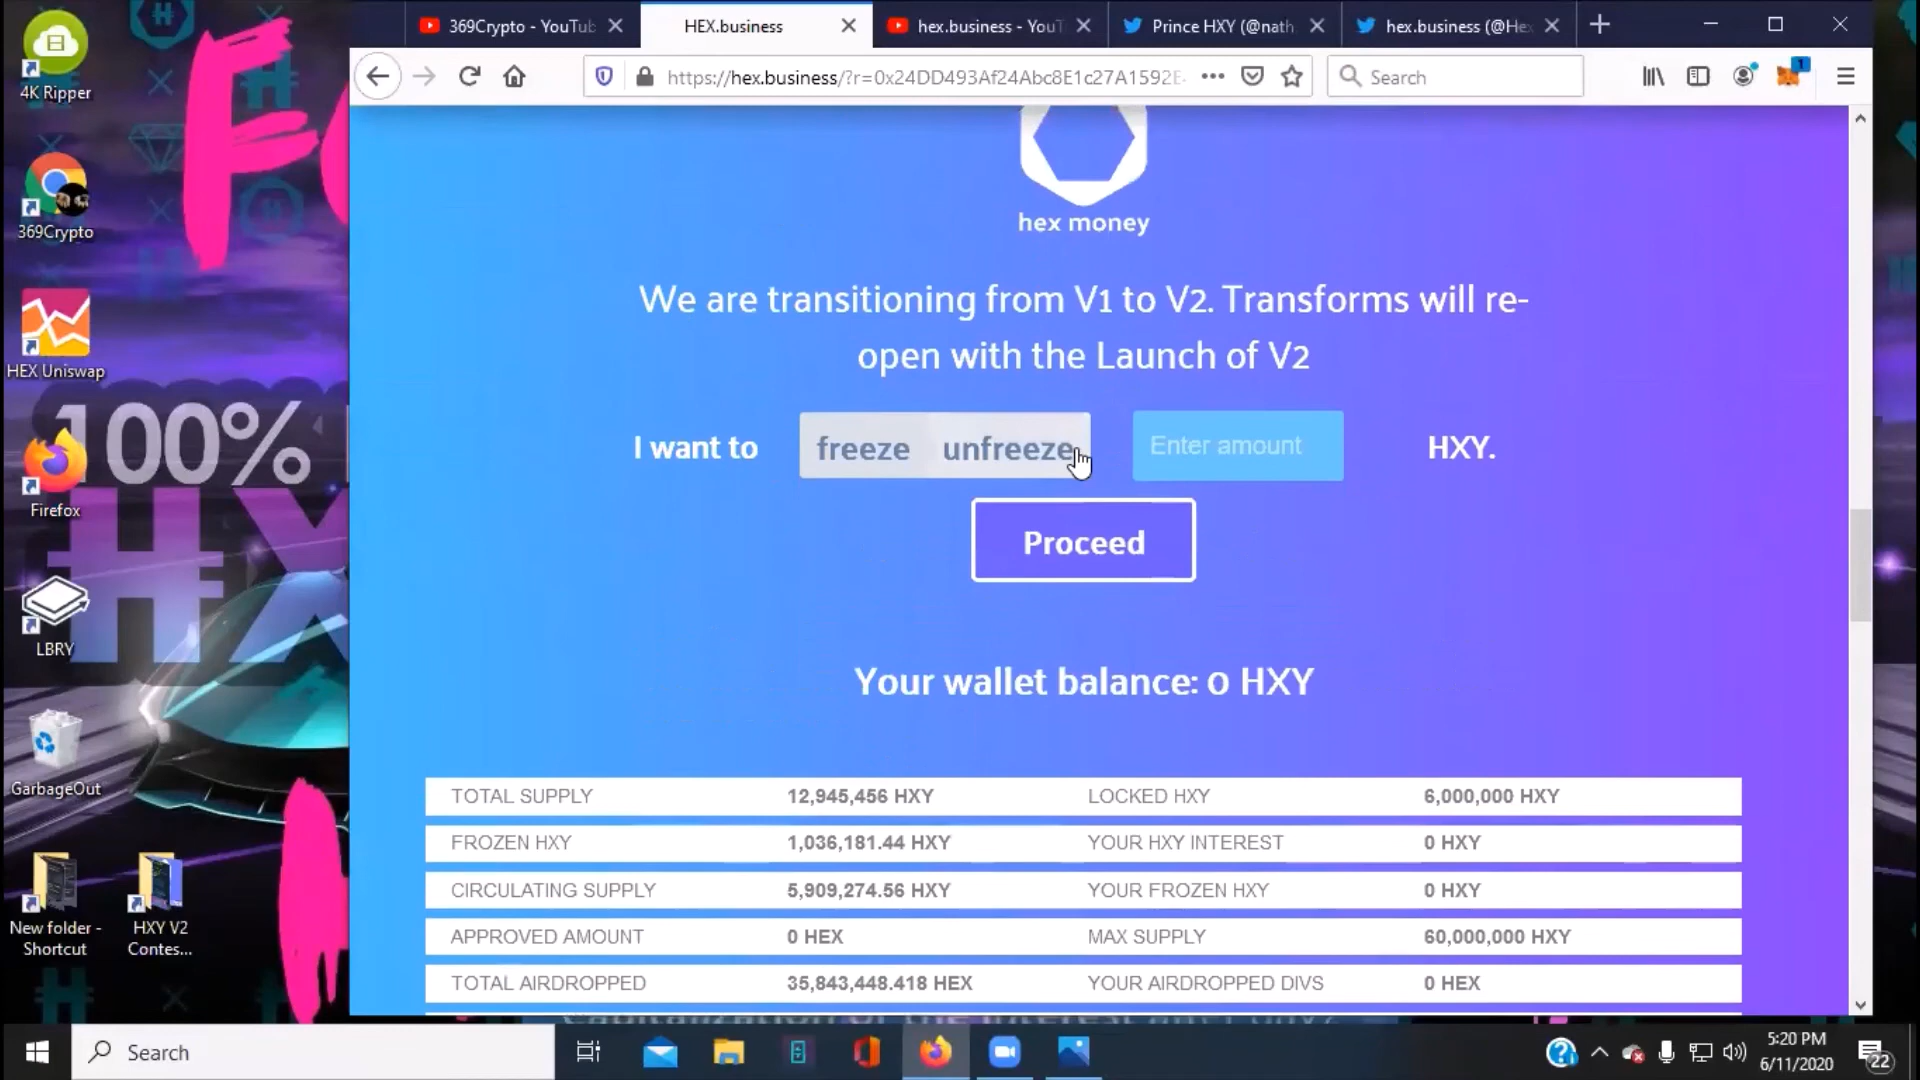 369Crypto - YouTub
HEX.business
hex.business - YouT
Prince HXY (@nath
hex.business (@He
https://hex.business/?r=0x24DD493Af24Abc8E1c27A1592E
Search
1
4K Ripper
369Crypto
HEX Uniswap
100%
Firefox
LBRY
GarbageOut
New folder -
Shortcut
HXY V2
Contes...
hex money
We are transitioning from V1 to V2. Transforms will re-
open with the Launch of V2
I want to freeze unfreeze Enter amount HXY.
Proceed
Your wallet balance: 0 HXY
TOTAL SUPPLY 12,945,456 HXY LOCKED HXY 6,000,000 HXY
FROZEN HXY 1,036,181.44 HXY YOUR HXY INTEREST 0 HXY
CIRCULATING SUPPLY 5,909,274.56 HXY YOUR FROZEN HXY 0 HXY
APPROVED AMOUNT 0 HEX MAX SUPPLY 60,000,000 HXY
TOTAL AIRDROPPED 35,843,448.418 HEX YOUR AIRDROPPED DIVS 0 HEX
Search
5:20 PM
6/11/2020
22